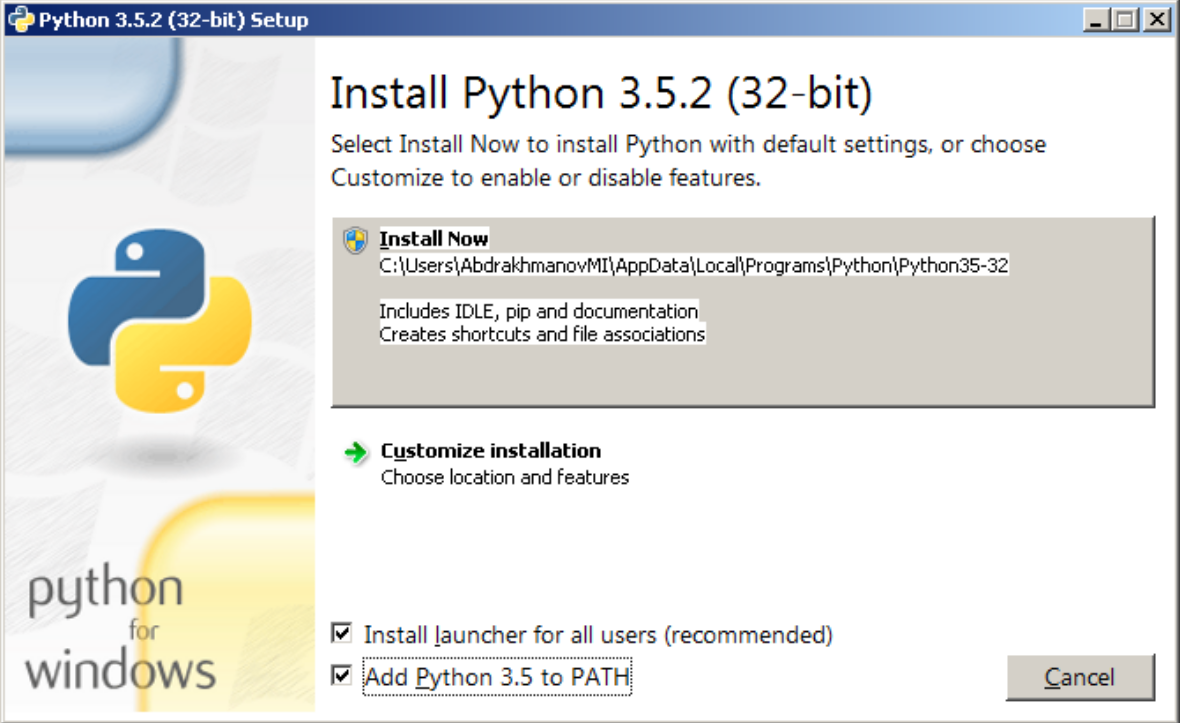 Python 3.5.2 (32-bit) Setup
Install Python 3.5.2 (32-bit)
Select Install Now to install Python with default settings, or choose
Customize to enable or disable features.
Install Now
C:\Users\AbdrakhmanovMI\AppData\Local\Programs\Python\Python35-32
Includes IDLE, pip and documentation
Creates shortcuts and file associations
Customize installation
Choose location and features
python
for
windows
Install launcher for all users (recommended)
Add Python 3.5 to PATH
Cancel